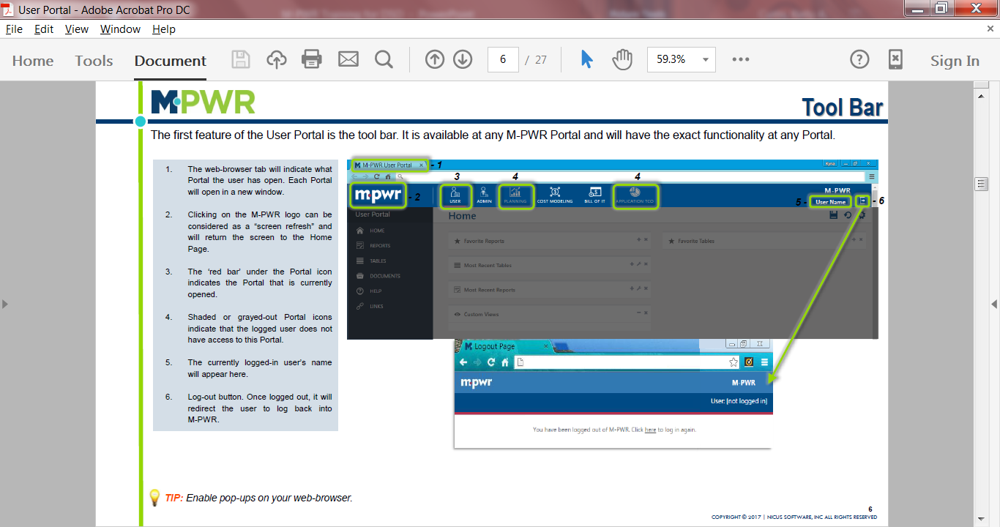 User Portal - Adobe Acrobat Pro DC
File Edit View Window Help
Home Tools Document 6 / 27 59.3% Sign In
M·PWR
Tool Bar
The first feature of the User Portal is the tool bar. It is available at any M-PWR Portal and will have the exact functionality at any Portal.
1. The web-browser tab will indicate what
Portal the user has open. Each Portal
will open in a new window.
2. Clicking on the M-PWR logo can be
considered as a “screen refresh” and
will return the screen to the Home
Page.
3. The ‘red bar’ under the Portal icon
indicates the Portal that is currently
opened.
4. Shaded or grayed-out Portal icons
indicate that the logged user does not
have access to this Portal.
5. The currently logged-in user’s name
will appear here.
6. Log-out button. Once logged out, it will
redirect the user to log back into
M-PWR.
M-PWR User Portal - 1
Kyna
3 4 4
mpwr - 2
USER ADMIN PLANNING COST MODELING BILL OF IT APPLICATION TCO
M-PWR
5 - User Name - 6
User Portal
HOME
REPORTS
TABLES
DOCUMENTS
HELP
LINKS
Home
Favorite Reports
Favorite Tables
Most Recent Tables
Most Recent Reports
Custom Views
Logout Page
mpwr M-PWR
User: [not logged in]
You have been logged out of M-PWR. Click here to log in again.
TIP: Enable pop-ups on your web-browser.
6
COPYRIGHT © 2017 | NICUS SOFTWARE, INC ALL RIGHTS RESERVED